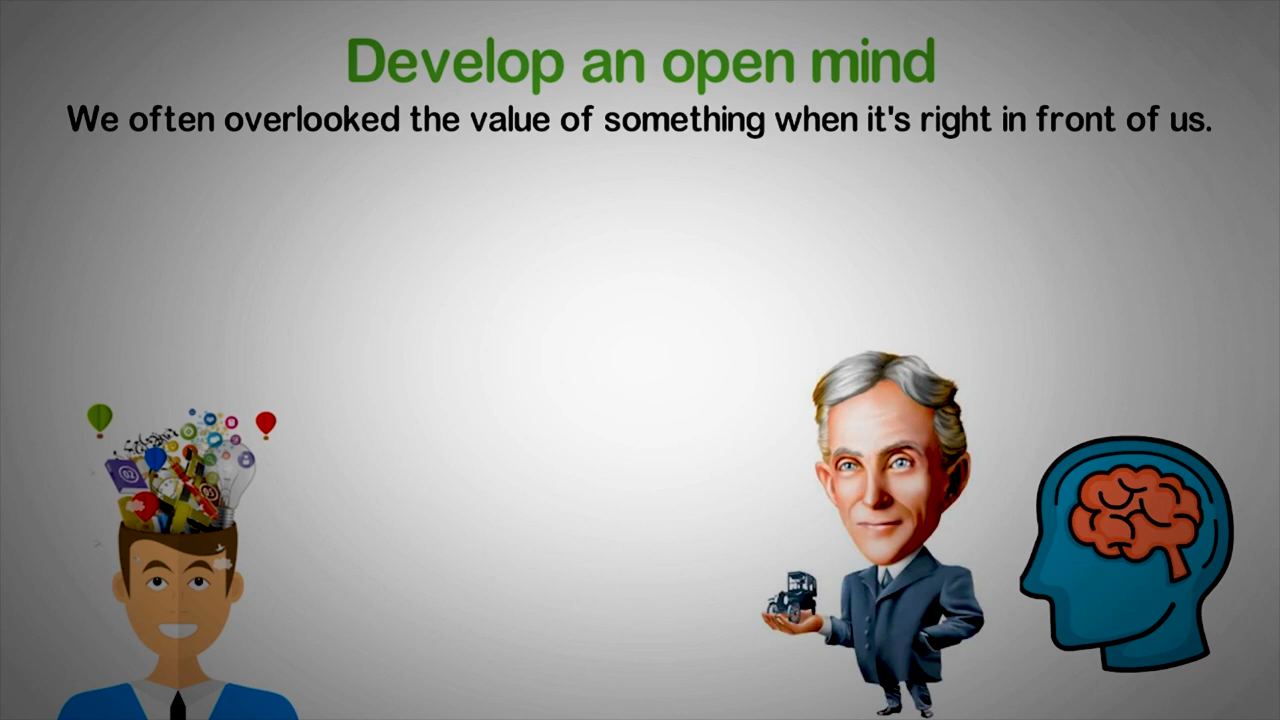 Develop an open mind
We often overlooked the value of something when it's right in front of us.